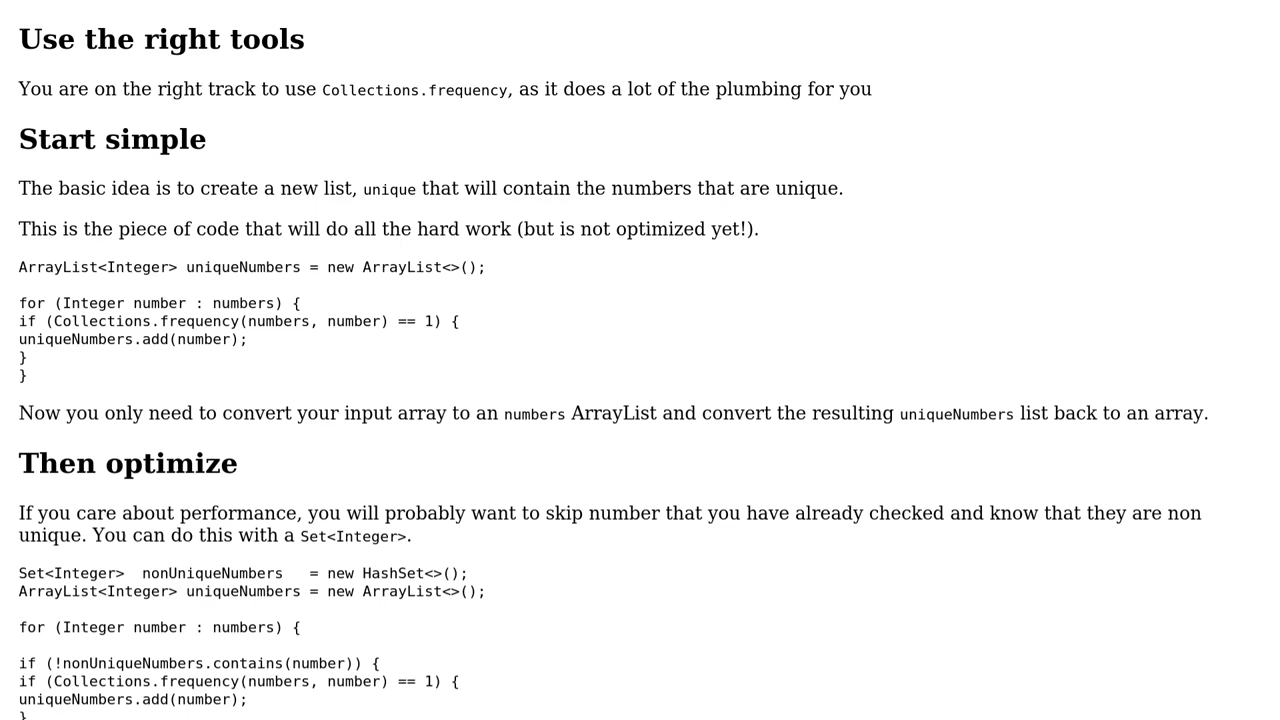 Use the right tools
You are on the right track to use Collections.frequency, as it does a lot of the plumbing for you
Start simple
The basic idea is to create a new list, unique that will contain the numbers that are unique.
This is the piece of code that will do all the hard work (but is not optimized yet!).
ArrayList<Integer> uniqueNumbers = new ArrayList<>();
for (Integer number : numbers) {
if (Collections.frequency(numbers, number) == 1) {
uniqueNumbers.add(number);
}
}
Now you only need to convert your input array to an numbers ArrayList and convert the resulting uniqueNumbers list back to an array.
Then optimize
If you care about performance, you will probably want to skip number that you have already checked and know that they are non
unique. You can do this with a Set<Integer>.
Set<Integer>  nonUniqueNumbers   = new HashSet<>();
ArrayList<Integer> uniqueNumbers = new ArrayList<>();
for (Integer number : numbers) {
if (!nonUniqueNumbers.contains(number)) {
if (Collections.frequency(numbers, number) == 1) {
uniqueNumbers.add(number);
}